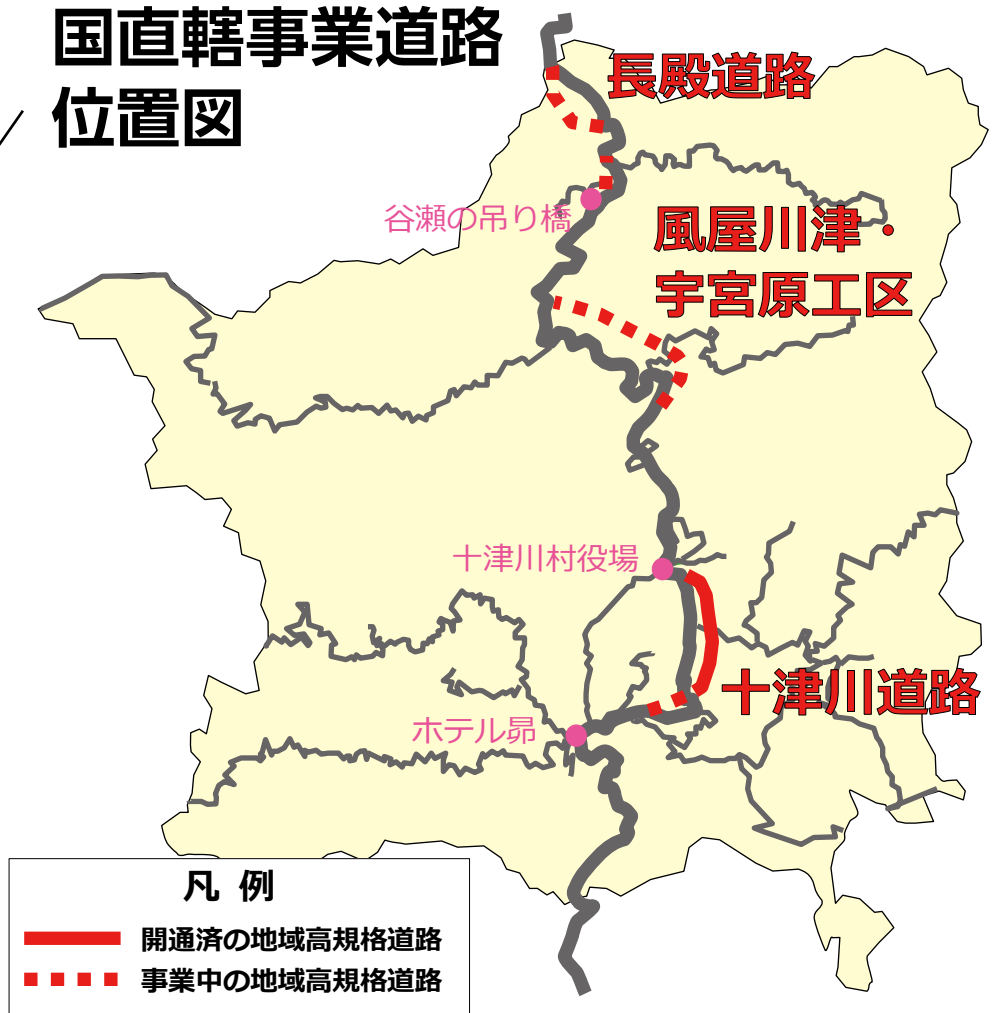 国直轄事業道路
位置図
長殿道路
谷瀬の吊り橋
風屋川津・
宇宮原工区
十津川村役場
十津川道路
ホテル昴
凡 例
開通済の地域高規格道路
事業中の地域高規格道路